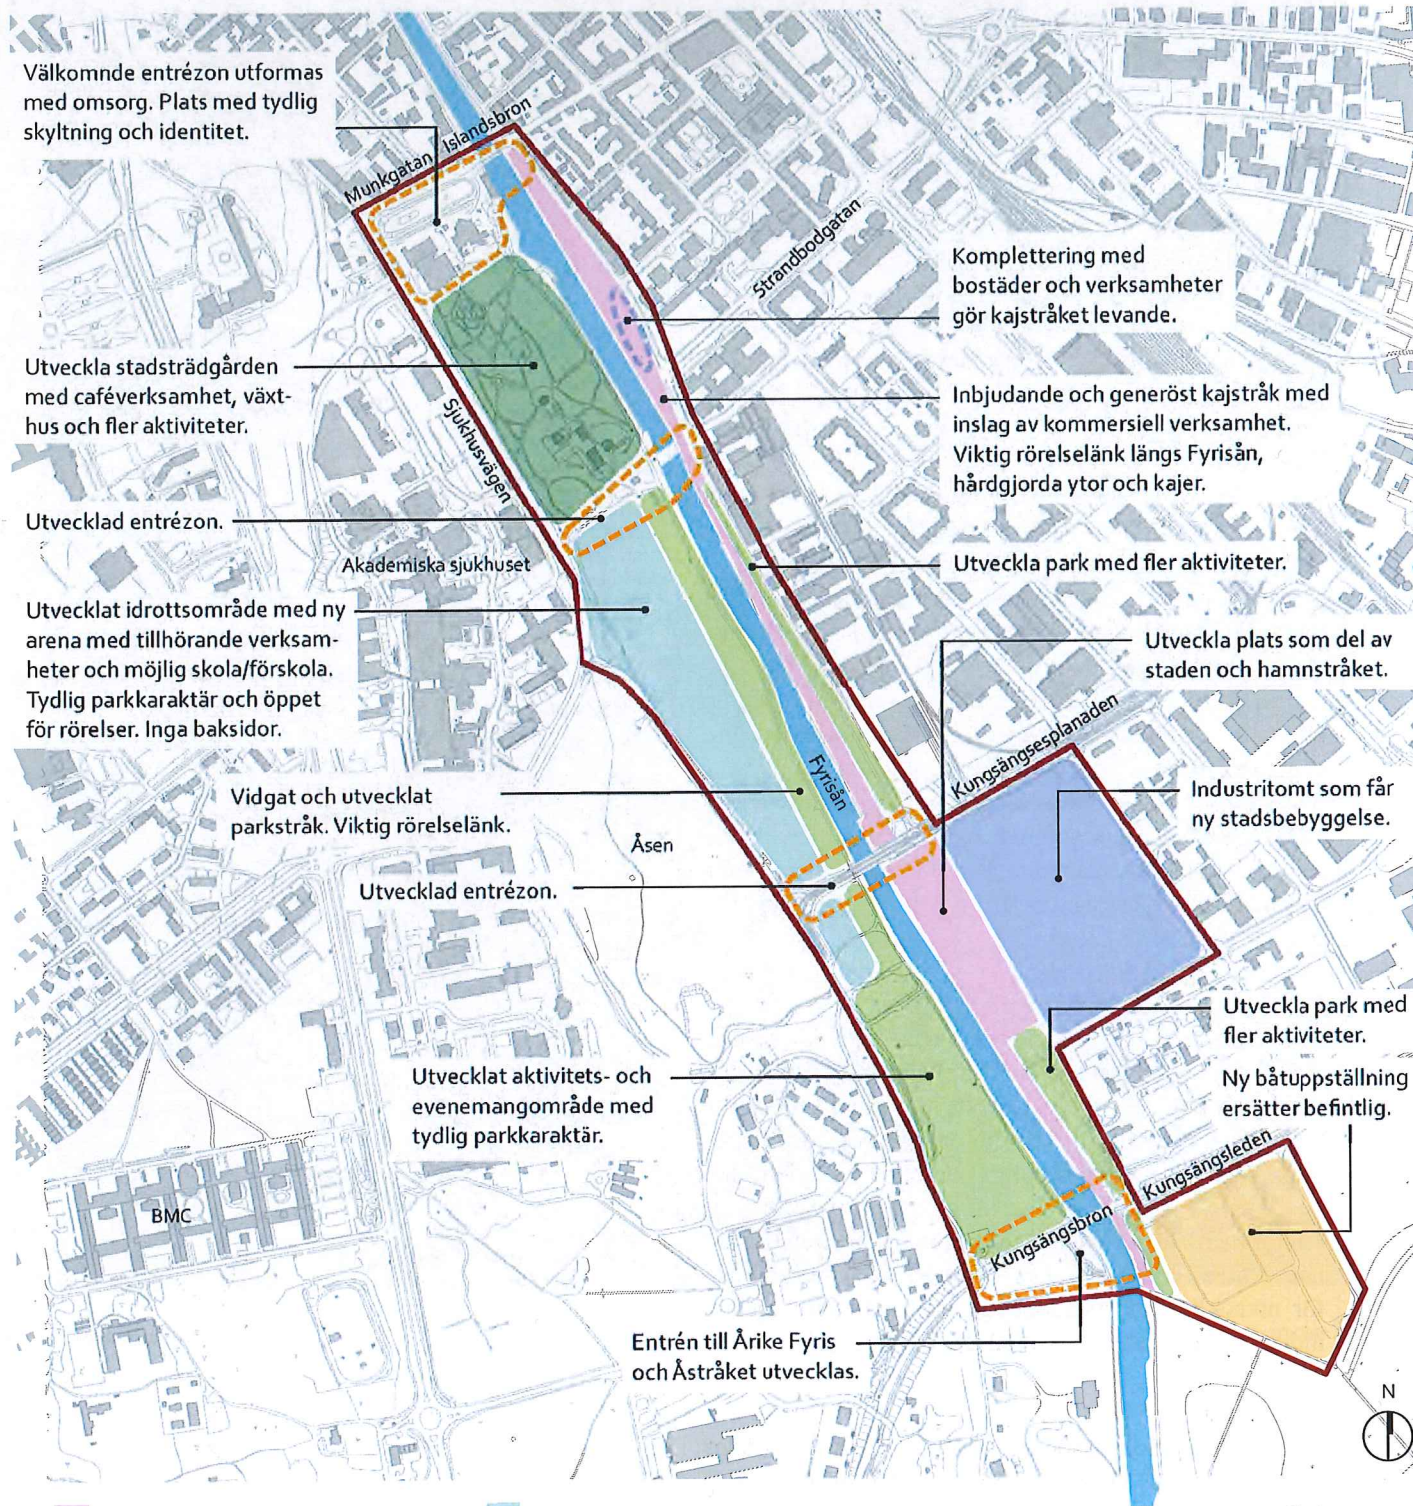 Välkomnde entrézon utformas
med omsorg. Plats med tydlig
skyltning och identitet.
Munkgatan
Islandsbron
Strandbodgatan
Komplettering med
bostäder och verksamheter
gör kajstråket levande.
Utveckla stadsträdgården
med caféverksamhet, växt-
hus och fler aktiviteter.
Sjukhusvägen
Inbjudande och generöst kajstråk med
inslag av kommersiell verksamhet.
Viktig rörelselänk längs Fyrisån,
hårdgjorda ytor och kajer.
Utvecklad entrézon.
Akademiska sjukhuset
Utveckla park med fler aktiviteter.
Utvecklat idrottsområde med ny
arena med tillhörande verksam-
heter och möjlig skola/förskola.
Tydlig parkkaraktär och öppet
för rörelser. Inga baksidor.
Utveckla plats som del av
staden och hamnstråket.
Kungsängsesplanaden
Fyrisån
Vidgat och utvecklat
parkstråk. Viktig rörelselänk.
Industritomt som får
ny stadsbebyggelse.
Åsen
Utvecklad entrézon.
Utveckla park med
fler aktiviteter.
Utvecklat aktivitets- och
evenemangområde med
tydlig parkkaraktär.
Ny båtuppställning
ersätter befintlig.
Kungsängsleden
BMC
Kungsängsbron
Entrén till Årike Fyris
och Åstråket utvecklas.
N